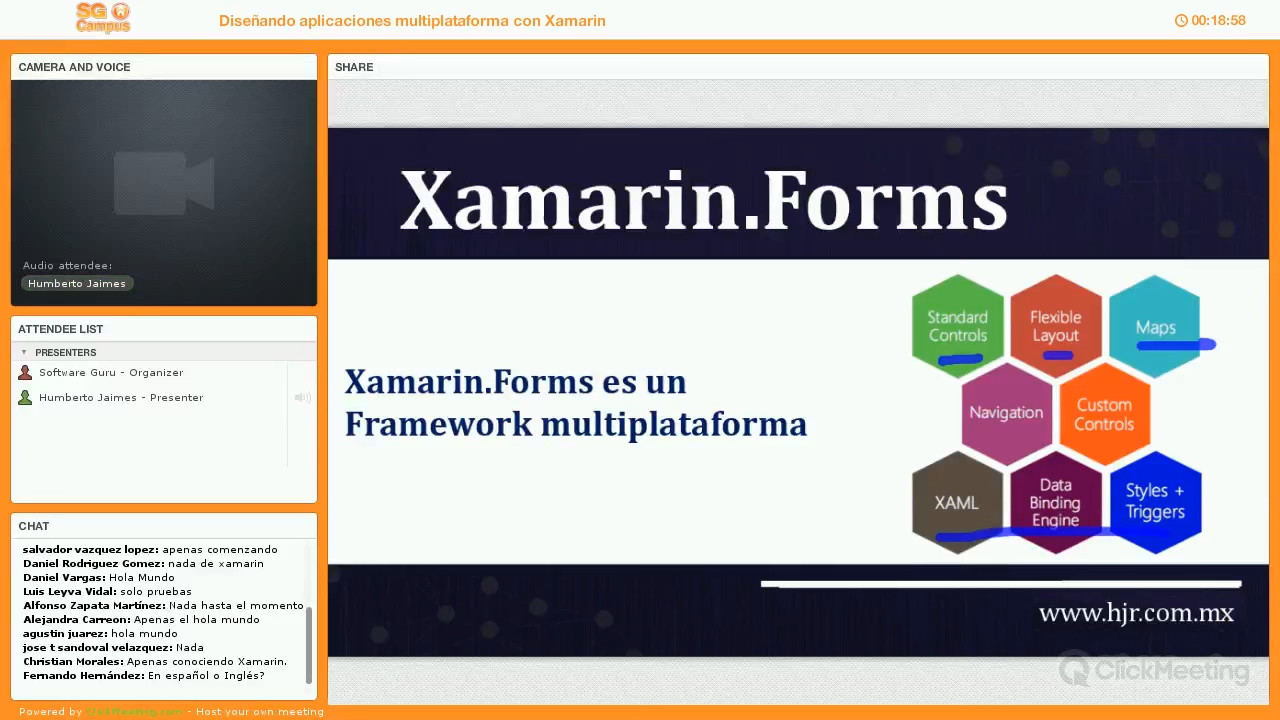 SG Campus
Diseñando aplicaciones multiplataforma con Xamarin
00:18:58
CAMERA AND VOICE
Audio attendee:
Humberto Jaimes
ATTENDEE LIST
PRESENTERS
Software Guru - Organizer
Humberto Jaimes - Presenter
CHAT
salvador vazquez lopez: apenas comenzando
Daniel Rodriguez Gomez: nada de xamarin
Daniel Vargas: Hola Mundo
Luis Leyva Vidal: solo pruebas
Alfonso Zapata Martínez: Nada hasta el momento
Alejandra Carreon: Apenas el hola mundo
agustin juarez: hola mundo
jose t sandoval velazquez: Nada
Christian Morales: Apenas conociendo Xamarin.
Fernando Hernández: En español o Inglés?
Powered by ClickMeeting.com - Host your own meeting
SHARE
Xamarin.Forms
Xamarin.Forms es un
Framework multiplataforma
Standard
Controls
Flexible
Layout
Maps
Navigation
Custom
Controls
XAML
Data
Binding
Engine
Styles +
Triggers
www.hjr.com.mx
ClickMeeting